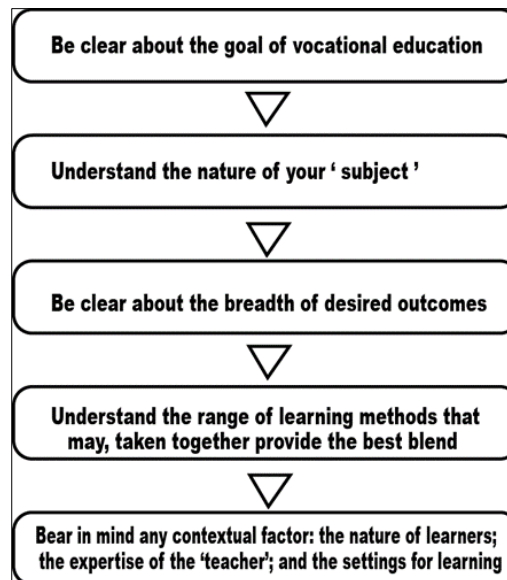 Be clear about the goal of vocational education
Understand the nature of your ‘ subject ’
Be clear about the breadth of desired outcomes
Understand the range of learning methods that
may, taken together provide the best blend
Bear in mind any contextual factor: the nature of learners;
the expertise of the ‘teacher’; and the settings for learning